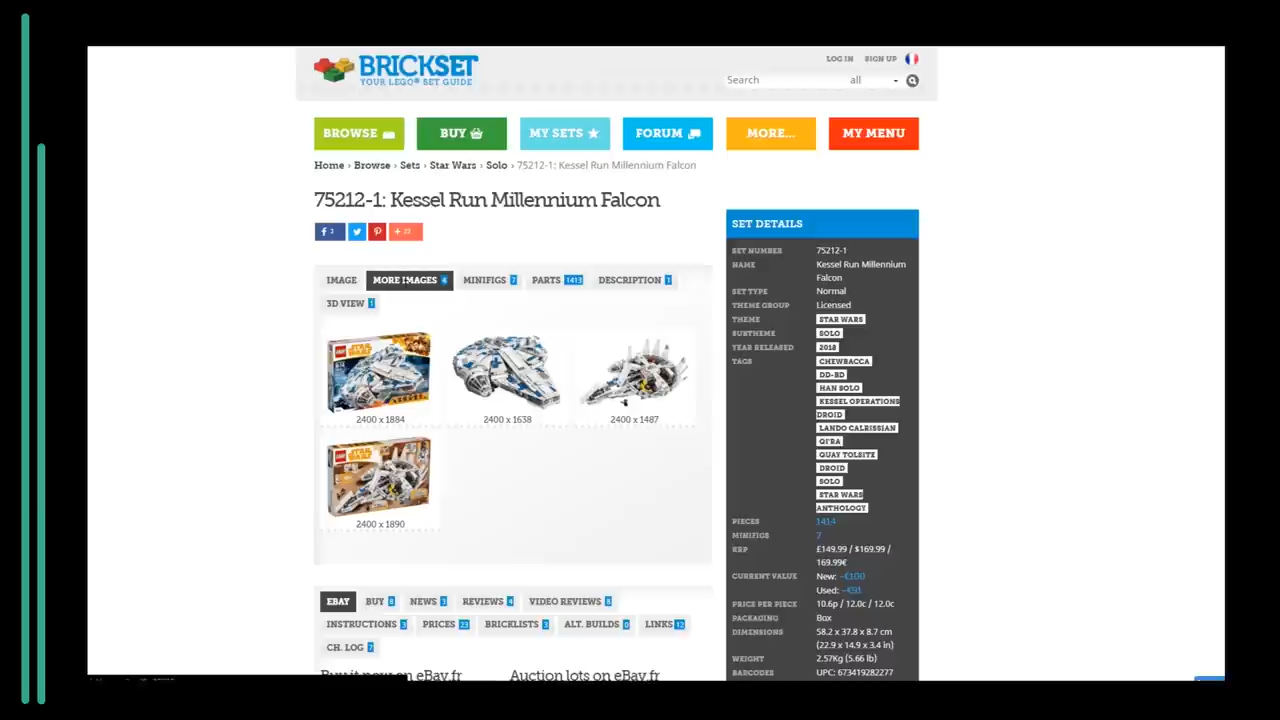 BRICKSET
YOUR LEGO® SET GUIDE
LOG IN SIGN UP
Search all
BROWSE BUY MY SETS FORUM MORE... MY MENU
Home › Browse › Sets › Star Wars › Solo › 75212-1: Kessel Run Millennium Falcon
75212-1: Kessel Run Millennium Falcon
IMAGE MORE IMAGES 4 MINIFIGS 7 PARTS 1413 DESCRIPTION 1
3D VIEW 1
2400 x 1884 2400 x 1638 2400 x 1487
2400 x 1890
EBAY BUY NEWS REVIEWS 4 VIDEO REVIEWS
INSTRUCTIONS 3 PRICES 23 BRICKLISTS ALT. BUILDS 0 LINKS 12
CH. LOG 7
Buy it now on eBay.fr Auction lots on eBay.fr
SET DETAILS
SET NUMBER 75212-1
NAME Kessel Run Millennium
Falcon
SET TYPE Normal
THEME GROUP Licensed
THEME STAR WARS
SUBTHEME SOLO
YEAR RELEASED 2018
TAGS CHEWBACCA
DD-BD
HAN SOLO
KESSEL OPERATIONS
DROID
LANDO CALRISSIAN
QI'RA
QUAY TOLSITE
DROID
SOLO
STAR WARS
ANTHOLOGY
PIECES 1414
MINIFIGS 7
RRP £149.99 / $169.99 /
169.99€
CURRENT VALUE New: ~€100
Used: ~€93
PRICE PER PIECE 10.6p / 12.0c / 12.0c
PACKAGING Box
DIMENSIONS 58.2 x 37.8 x 8.7 cm
(22.9 x 14.9 x 3.4 in)
WEIGHT 2.57Kg (5.66 lb)
BARCODES UPC: 673419282277